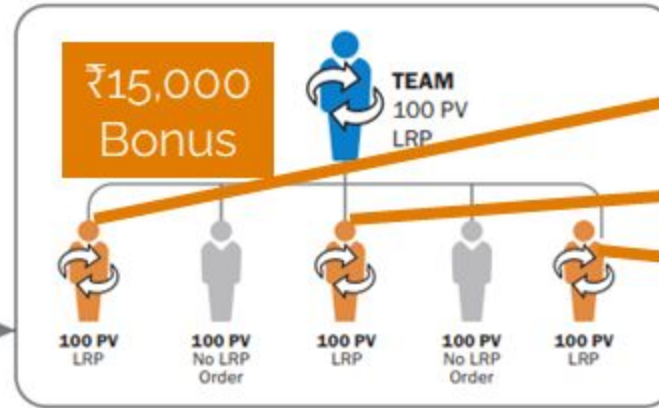 ₹15,000
Bonus
TEAM
100 PV
LRP
100 PV
LRP
100 PV
No LRP
Order
100 PV
LRP
100 PV
No LRP
Order
100 PV
LRP